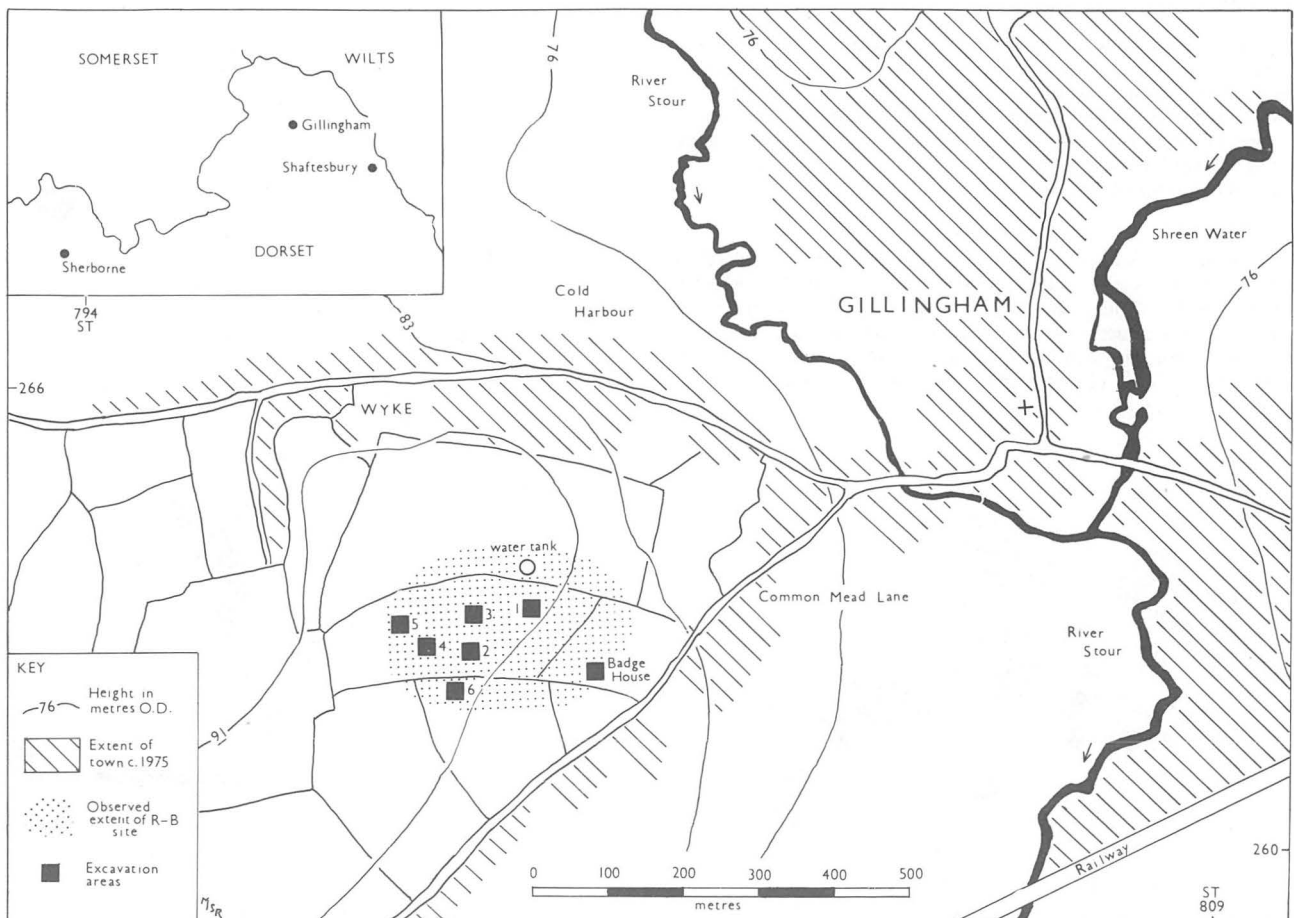 SOMERSET
WILTS
Gillingham
Shaftesbury
DORSET
Sherborne
794
ST
76
76
River
Stour
Shreen Water
76
Cold
Harbour
GILLINGHAM
83
266
WYKE
water tank
Common Mead Lane
1
3
5
4
2
Badge
House
6
River
Stour
91
KEY
76
Height in
metres O.D.
Extent of
town c.1975
Observed
extent of R-B
site
Excavation
areas
MSR
0 100 200 300 400 500
metres
Railway
260
ST
809